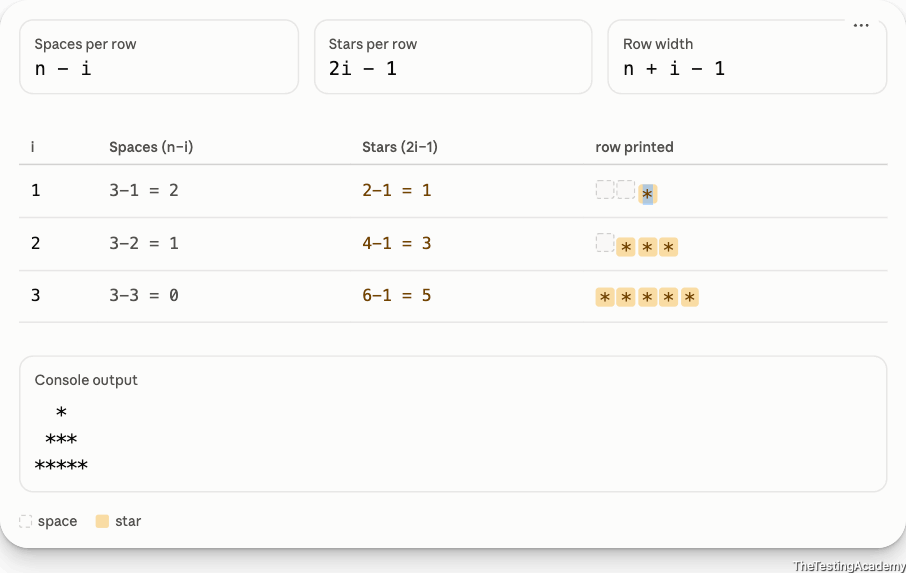 ...
Spaces per row Stars per row Row width
n − i 2i − 1 n + i − 1
i Spaces (n−i) Stars (2i−1) row printed
1 3−1 = 2 2−1 = 1 *
2 3−2 = 1 4−1 = 3 * * *
3 3−3 = 0 6−1 = 5 * * * * *
Console output
*
***
*****
space star
TheTestingAcademy